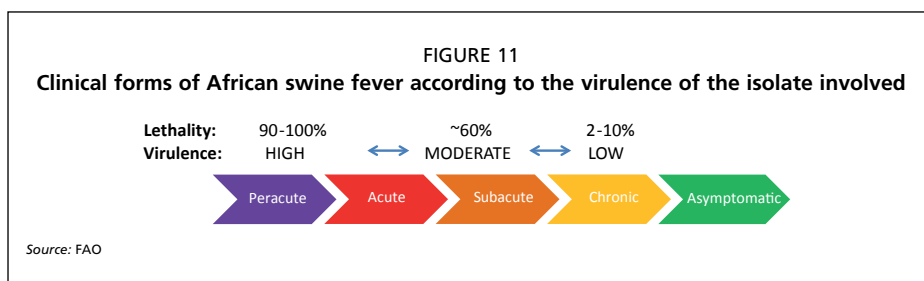 FIGURE 11
Clinical forms of African swine fever according to the virulence of the isolate involved
Lethality: 90-100% ~60% 2-10%
Virulence: HIGH MODERATE LOW
Peracute Acute Subacute Chronic Asymptomatic
Source: FAO